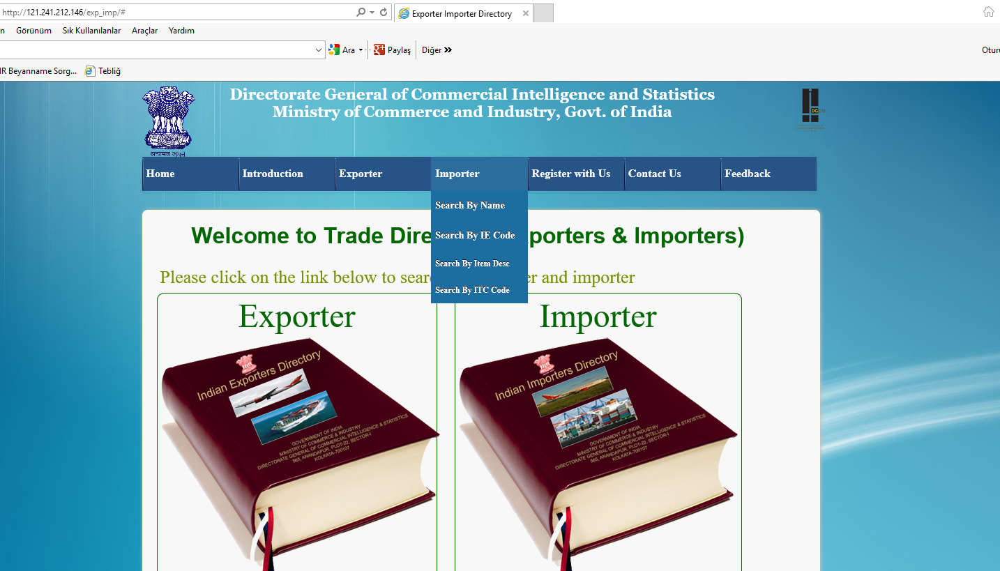 http://121.241.212.146/exp_imp/#
Exporter Importer Directory
Görünüm Sık Kullanılanlar Araçlar Yardım
Ara Paylaş Diğer
Beyanname Sorg... Tebliğ
Directorate General of Commercial Intelligence and Statistics
Ministry of Commerce and Industry, Govt. of India
सत्यमेव जयते
Home Introduction Exporter Importer Register with Us Contact Us Feedback
Search By Name
Search By IE Code
Search By Item Desc
Search By ITC Code
Welcome to Trade Dire porters & Importers)
Please click on the link below to sear er and importer
Exporter
Indian Exporters Directory
GOVERNMENT OF INDIA
MINISTRY OF COMMERCE & INDUSTRY
DIRECTORATE GENERAL OF COMMERCIAL INTELLIGENCE & STATISTICS
565, ANANDAPUR, PLOT-22, SECTOR-I
KOLKATA-700107
Importer
Indian Importers Directory
GOVERNMENT OF INDIA
MINISTRY OF COMMERCE & INDUSTRY
DIRECTORATE GENERAL OF COMMERCIAL INTELLIGENCE & STATISTICS
565, ANANDAPUR, PLOT-22, SECTOR-I
KOLKATA-700107